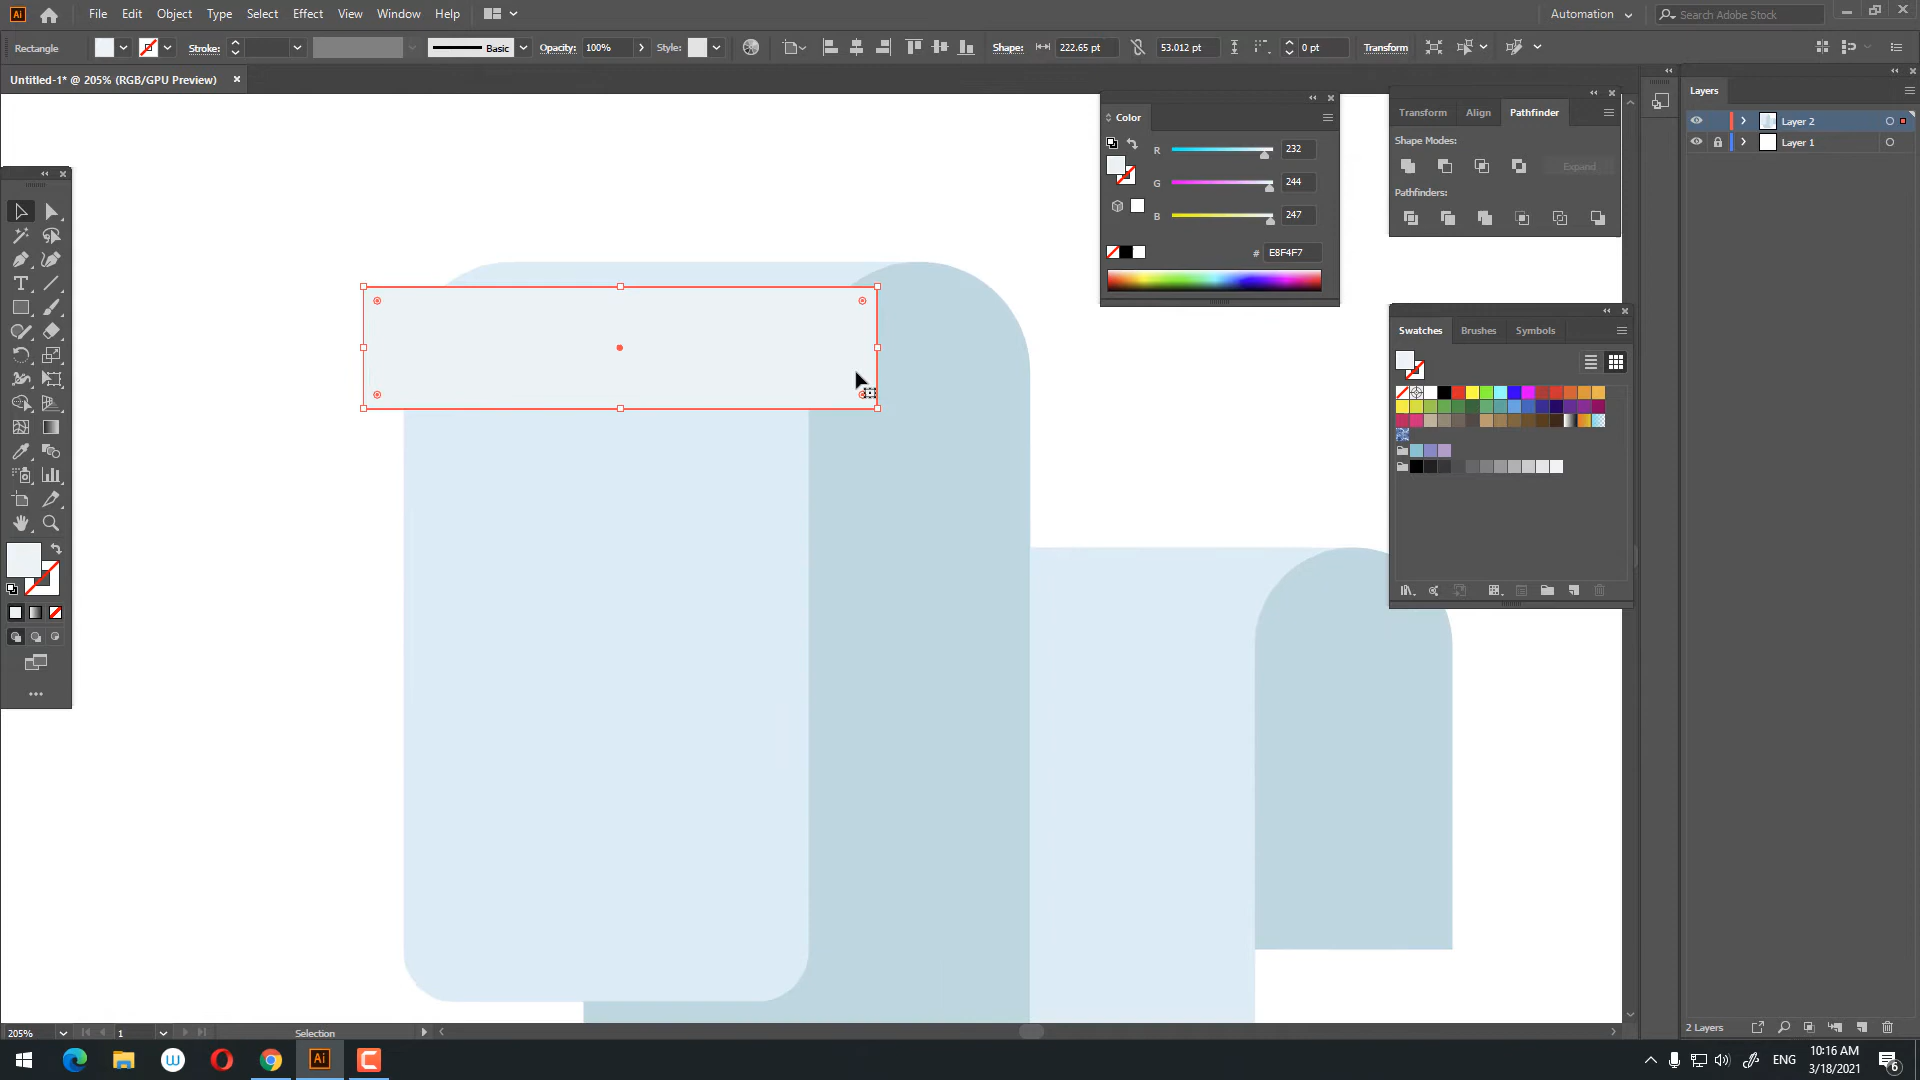 Ai File Edit Object Type Select Effect View Window Help Automation Search Adobe Stock
Rectangle Stroke: Basic Opacity: 100% Style: Shape: 222.65 pt 53.012 pt 0 pt Transform
Untitled-1* @ 205% (RGB/GPU Preview)
Layers
Color
Transform Align Pathfinder
Layer 2
Shape Modes:
Layer 1
R 232
Expand
G 244
Pathfinders:
B 247
# E8F4F7
Swatches Brushes Symbols
T
2 Layers
205% 1 Selection
Ai
ENG
10:16 AM
3/18/2021
6